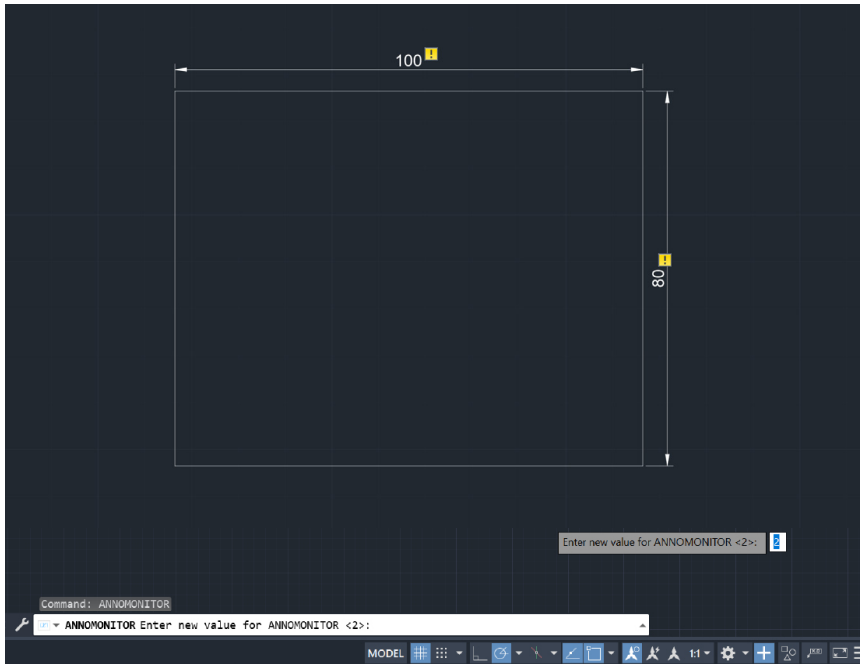 100
80
Enter new value for ANNOMONITOR <2>: 2
Command: ANNOMONITOR
ANNOMONITOR Enter new value for ANNOMONITOR <2>:
MODEL 1:1